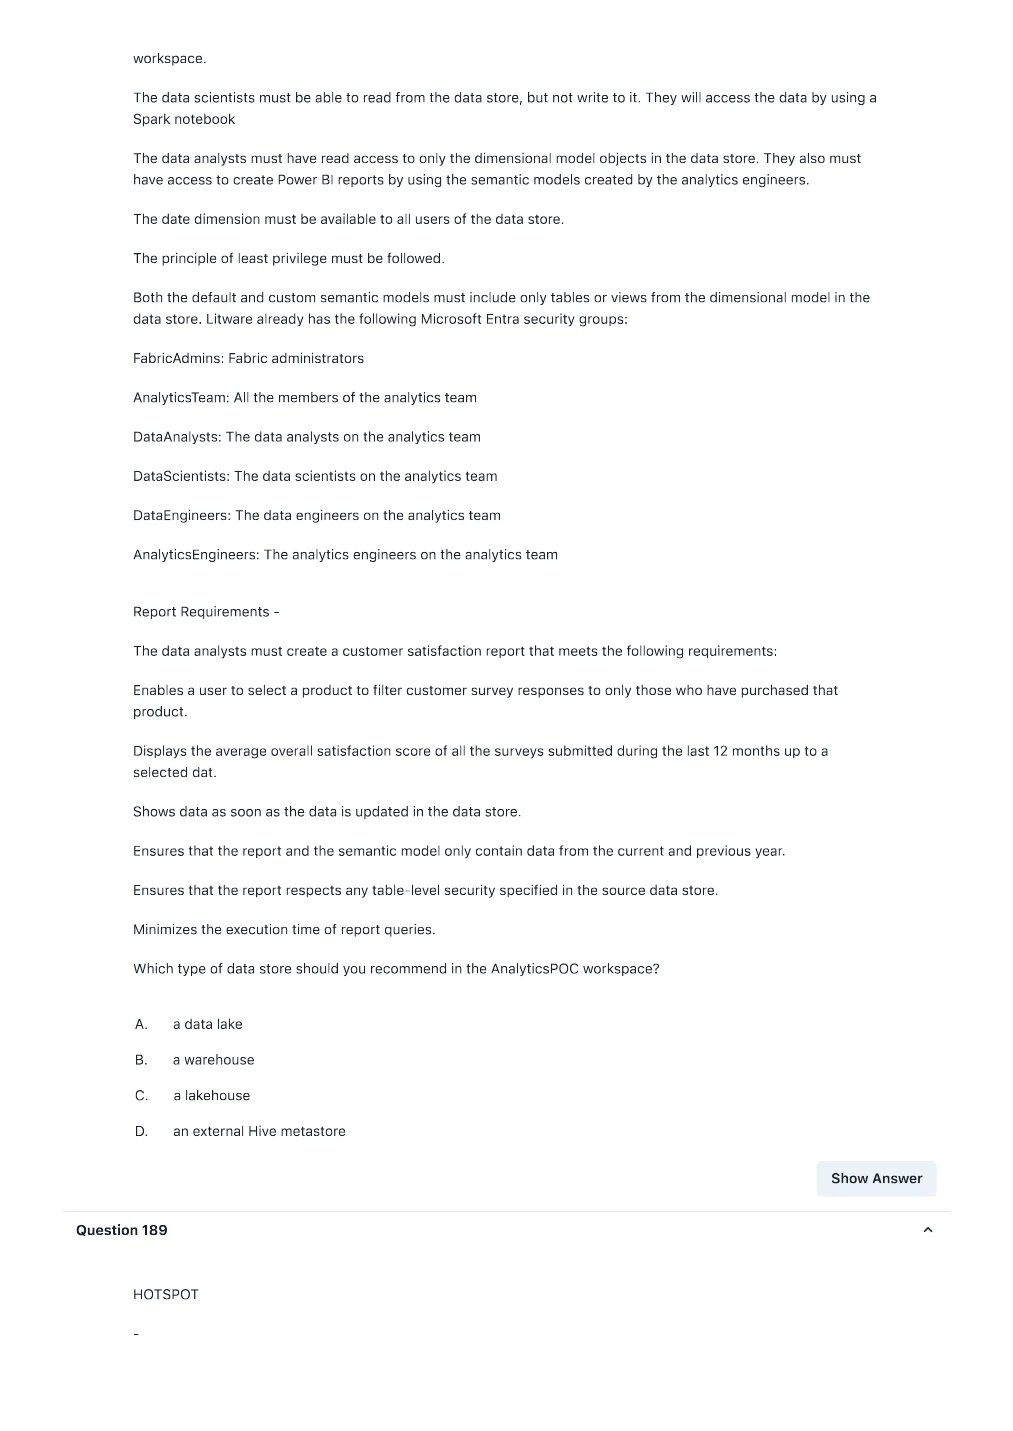 workspace.
The data scientists must be able to read from the data store, but not write to it. They will access the data by using a
Spark notebook
The data analysts must have read access to only the dimensional model objects in the data store. They also must
have access to create Power BI reports by using the semantic models created by the analytics engineers.
The date dimension must be available to all users of the data store.
The principle of least privilege must be followed.
Both the default and custom semantic models must include only tables or views from the dimensional model in the
data store. Litware already has the following Microsoft Entra security groups:
FabricAdmins: Fabric administrators
AnalyticsTeam: All the members of the analytics team
DataAnalysts: The data analysts on the analytics team
DataScientists: The data scientists on the analytics team
DataEngineers: The data engineers on the analytics team
AnalyticsEngineers: The analytics engineers on the analytics team
Report Requirements -
The data analysts must create a customer satisfaction report that meets the following requirements:
Enables a user to select a product to filter customer survey responses to only those who have purchased that
product.
Displays the average overall satisfaction score of all the surveys submitted during the last 12 months up to a
selected dat.
Shows data as soon as the data is updated in the data store.
Ensures that the report and the semantic model only contain data from the current and previous year.
Ensures that the report respects any table-level security specified in the source data store.
Minimizes the execution time of report queries.
Which type of data store should you recommend in the AnalyticsPOC workspace?
A. a data lake
B. a warehouse
C. a lakehouse
D. an external Hive metastore
Show Answer
Question 189
HOTSPOT
-